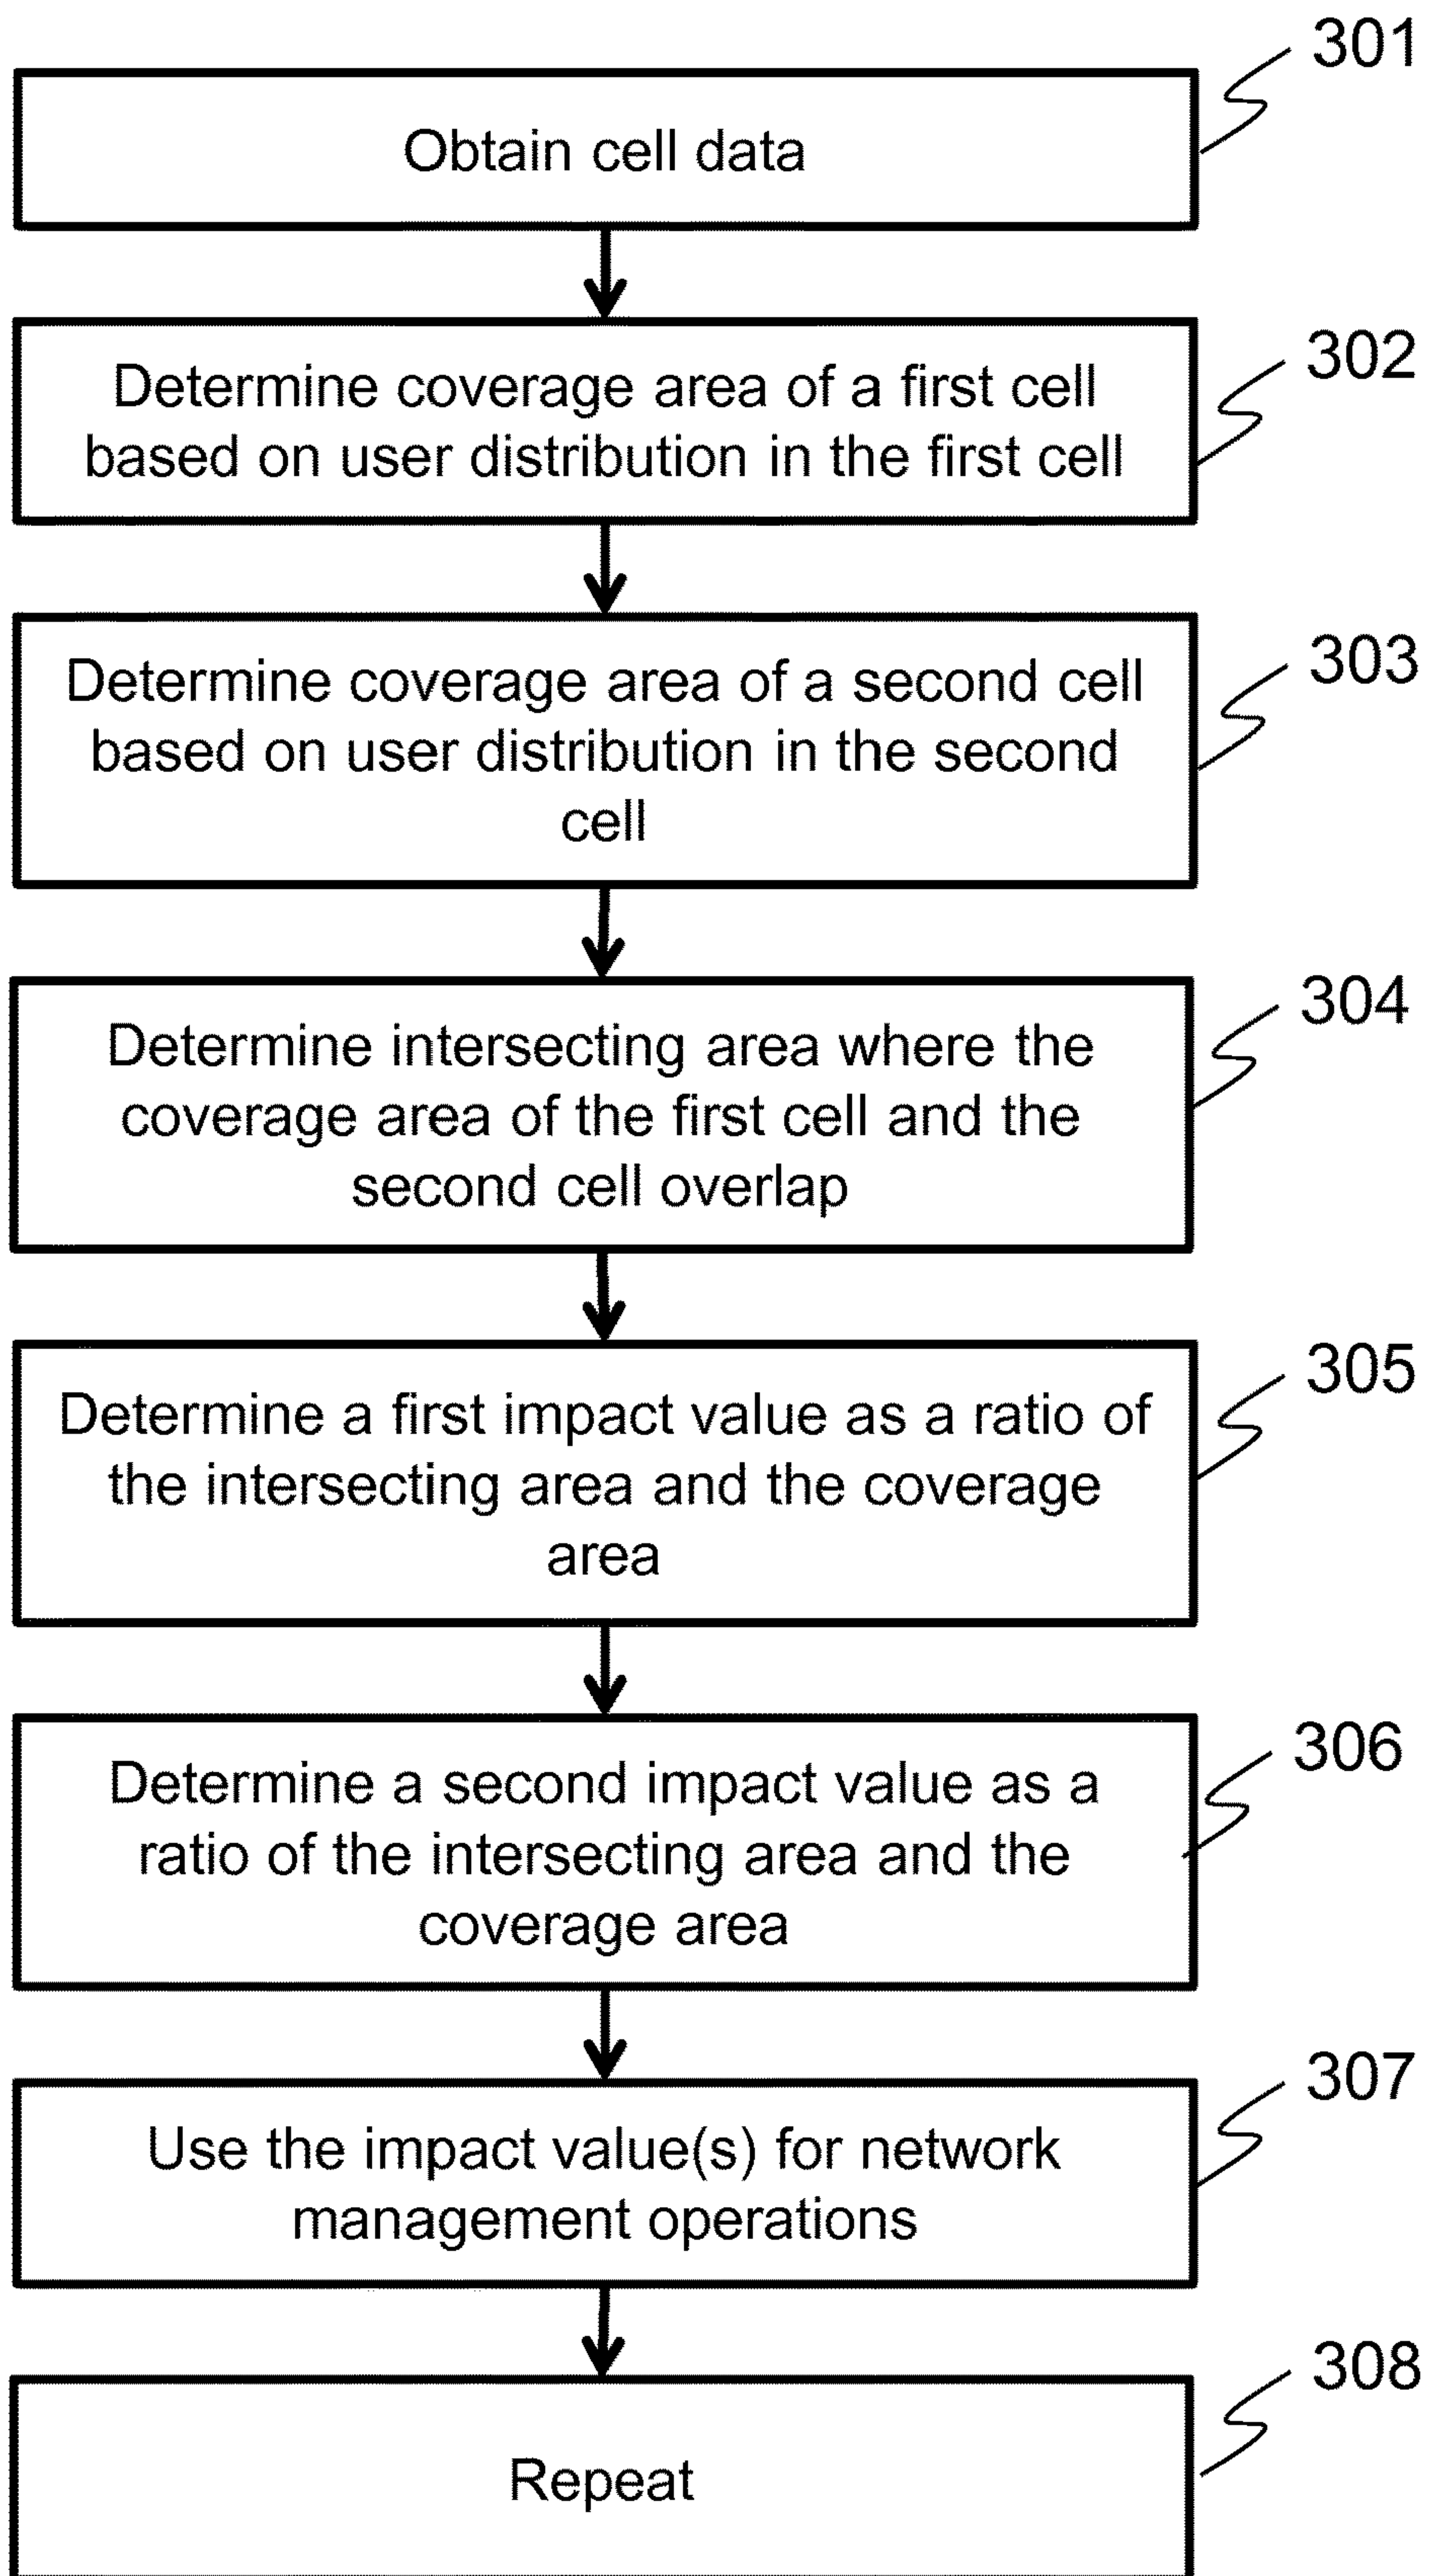 301
Obtain cell data
302
Determine coverage area of a first cell
based on user distribution in the first cell
303
Determine coverage area of a second cell
based on user distribution in the second
cell
304
Determine intersecting area where the
coverage area of the first cell and the
second cell overlap
305
Determine a first impact value as a ratio of
the intersecting area and the coverage
area
306
Determine a second impact value as a
ratio of the intersecting area and the
coverage area
307
Use the impact value(s) for network
management operations
308
Repeat